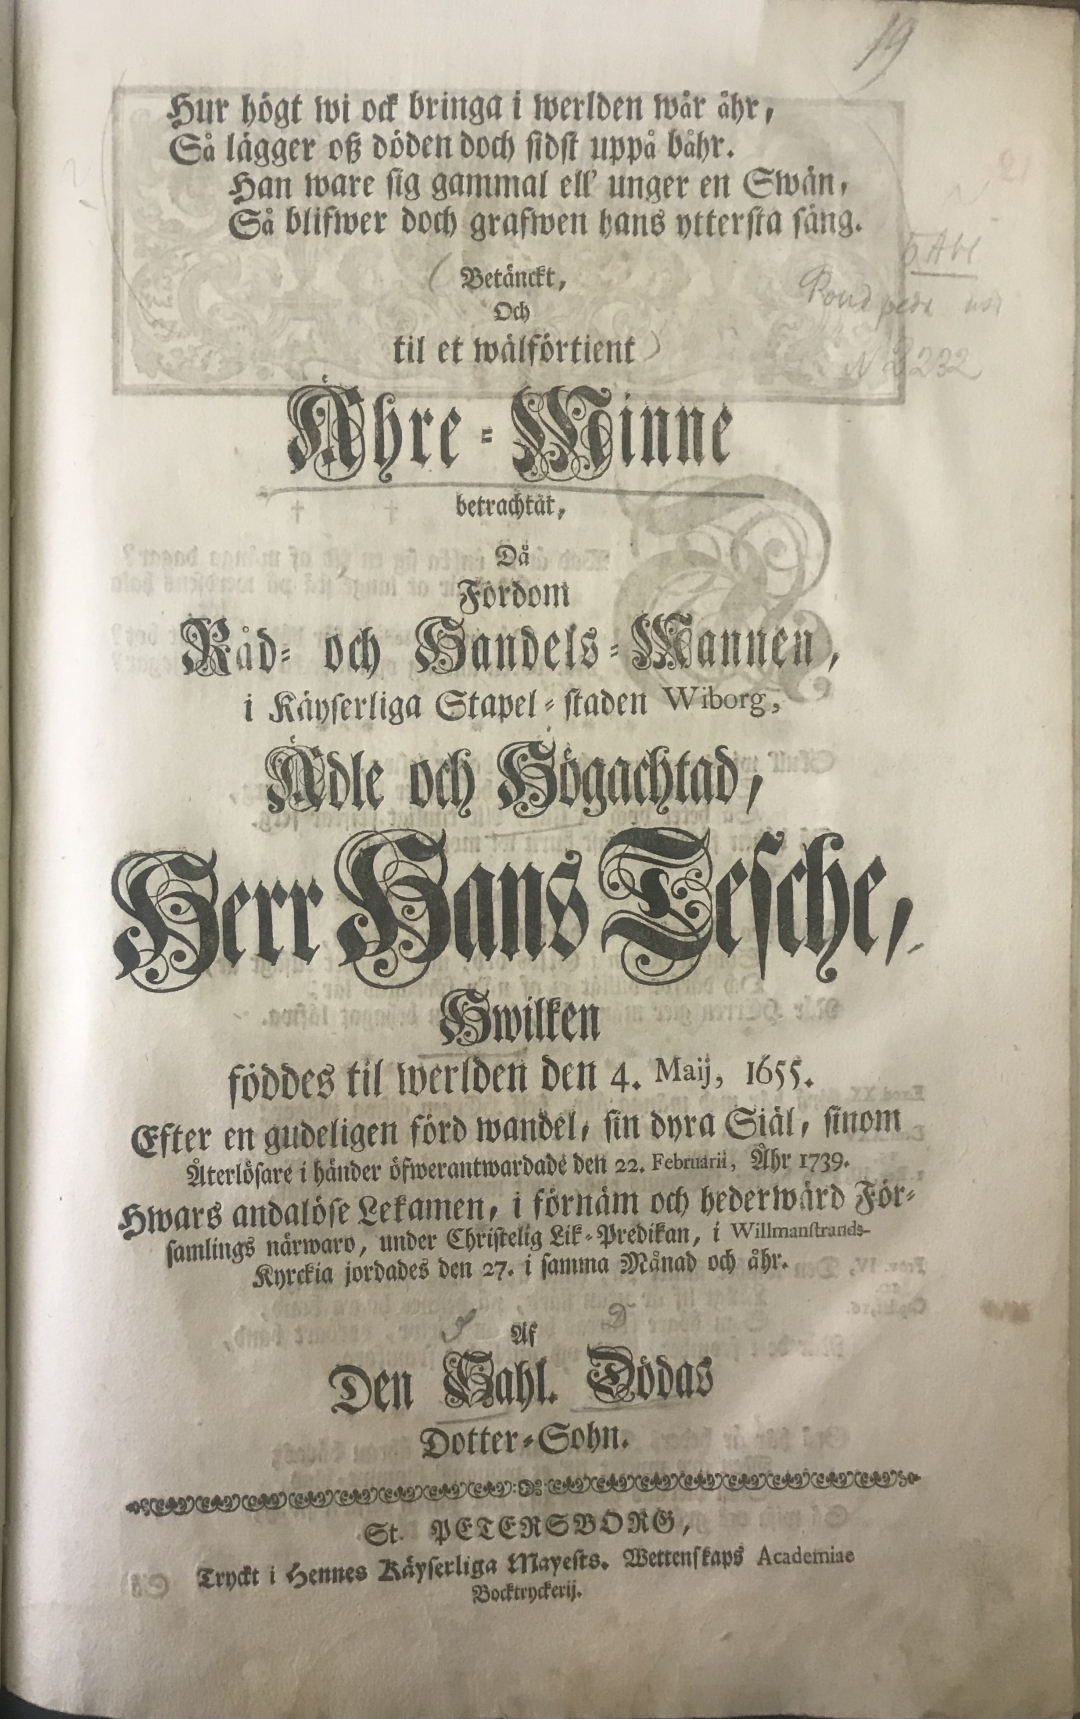 19
Hur högt wi ock bringa i werlden wår åhr,
Så lägger oß döden doch sidst uppå båhr.
Han ware sig gammal ell' unger en Swän,
Så blifwer doch grafwen hans yttersta säng.
Betänckt,
Och
til et wälförtient
Ähre-Minne
betrachtat,
Då
Fordom
Råd- och Handels-Mannen,
i Käyserliga Stapel-staden Wiborg,
Ädle och Högachtad,
Herr Hans Tesche,
Hwilken
föddes til werlden den 4. Maij, 1655.
Efter en gudeligen förd wandel, sin dyra Siäl, sinom
Återlösare i händer öfwerantwardade den 22. Februarii, Åhr 1739.
Hwars andalöse Lekamen, i förnäm och hederwärd För-
samlings närwaro, under Christelig Lik-Predikan, i Willmanstrands-
Kyrckia jordades den 27. i samma Månad och åhr.
Af
Den Sahl. Dödas
Dotter-Sohn.
St. PETERSBORG,
Tryckt i Hennes Käyserliga Mayests. Wettenskaps Academiae
Bocktryckerij.